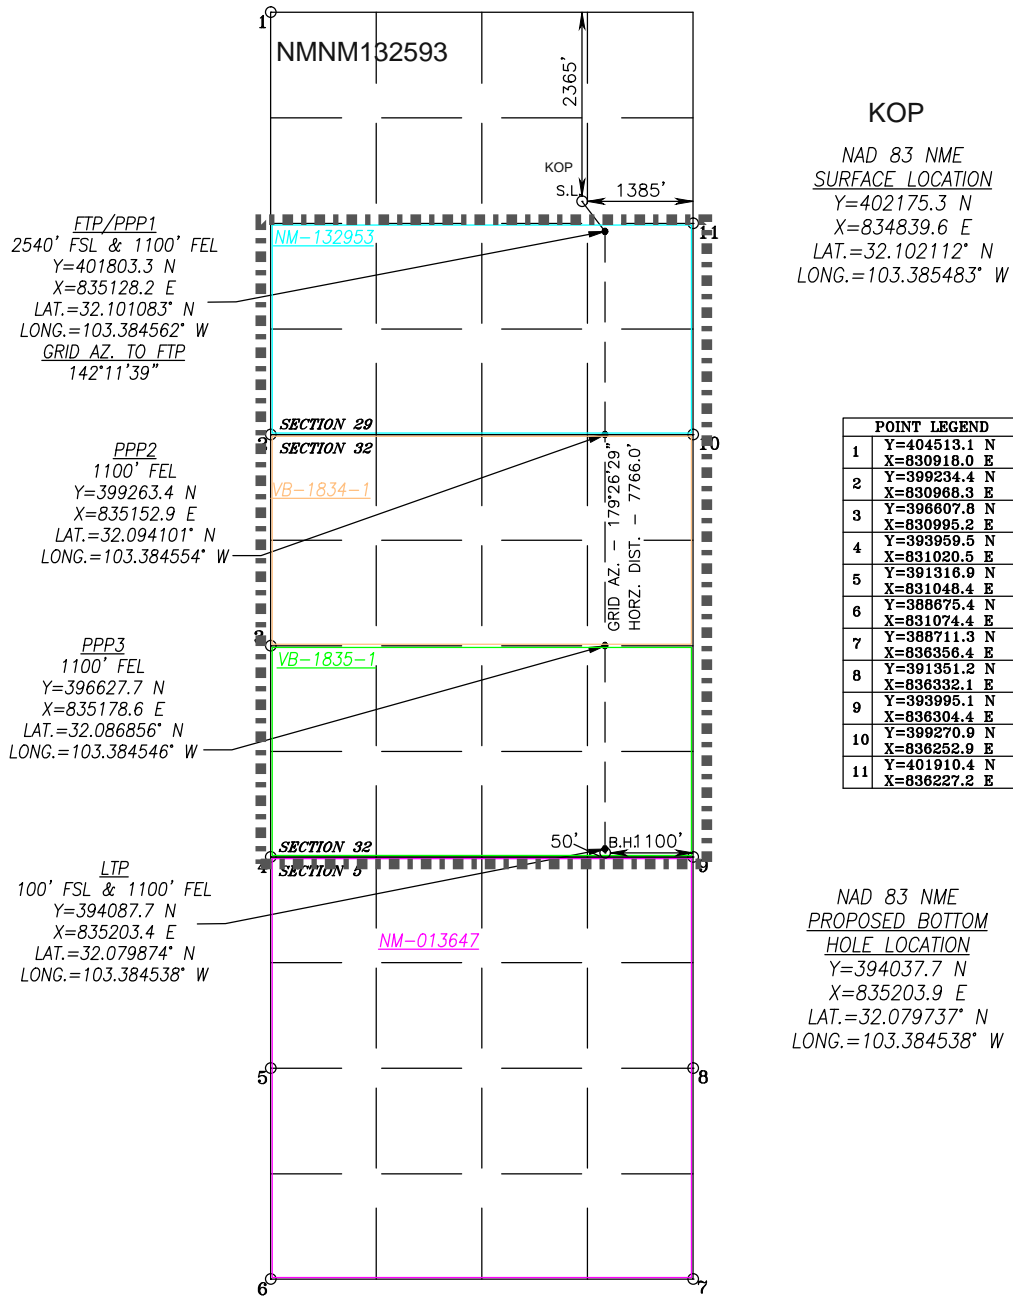 1
NMNM132593
2365'
KOP
S.L.
1385'
11
KOP
NAD 83 NME
SURFACE LOCATION
Y=402175.3 N
X=834839.6 E
LAT.=32.102112° N
LONG.=103.385483° W
FTP/PPP1
2540' FSL & 1100' FEL
Y=401803.3 N
X=835128.2 E
LAT.=32.101083° N
LONG.=103.384562° W
GRID AZ. TO FTP
142°11'39"
NM-132953
SECTION 29
SECTION 32
10
PPP2
1100' FEL
Y=399263.4 N
X=835152.9 E
LAT.=32.094101° N
LONG.=103.384554° W
VB-1834-1
GRID AZ. - 179°26'29"
HORZ. DIST. - 7766.0'
POINT LEGEND
1 Y=404513.1 N
X=830918.0 E
2 Y=399234.4 N
X=830968.3 E
3 Y=396607.8 N
X=830995.2 E
4 Y=393959.5 N
X=831020.5 E
5 Y=391316.9 N
X=831048.4 E
6 Y=388675.4 N
X=831074.4 E
7 Y=388711.3 N
X=836356.4 E
8 Y=391351.2 N
X=836332.1 E
9 Y=393995.1 N
X=836304.4 E
10 Y=399270.9 N
X=836252.9 E
11 Y=401910.4 N
X=836227.2 E
PPP3
1100' FEL
Y=396627.7 N
X=835178.6 E
LAT.=32.086856° N
LONG.=103.384546° W
VB-1835-1
SECTION 32
SECTION 5
50'
B.H.
1100'
9
4
LTP
100' FSL & 1100' FEL
Y=394087.7 N
X=835203.4 E
LAT.=32.079874° N
LONG.=103.384538° W
NM-013647
NAD 83 NME
PROPOSED BOTTOM
HOLE LOCATION
Y=394037.7 N
X=835203.9 E
LAT.=32.079737° N
LONG.=103.384538° W
5
8
6
7